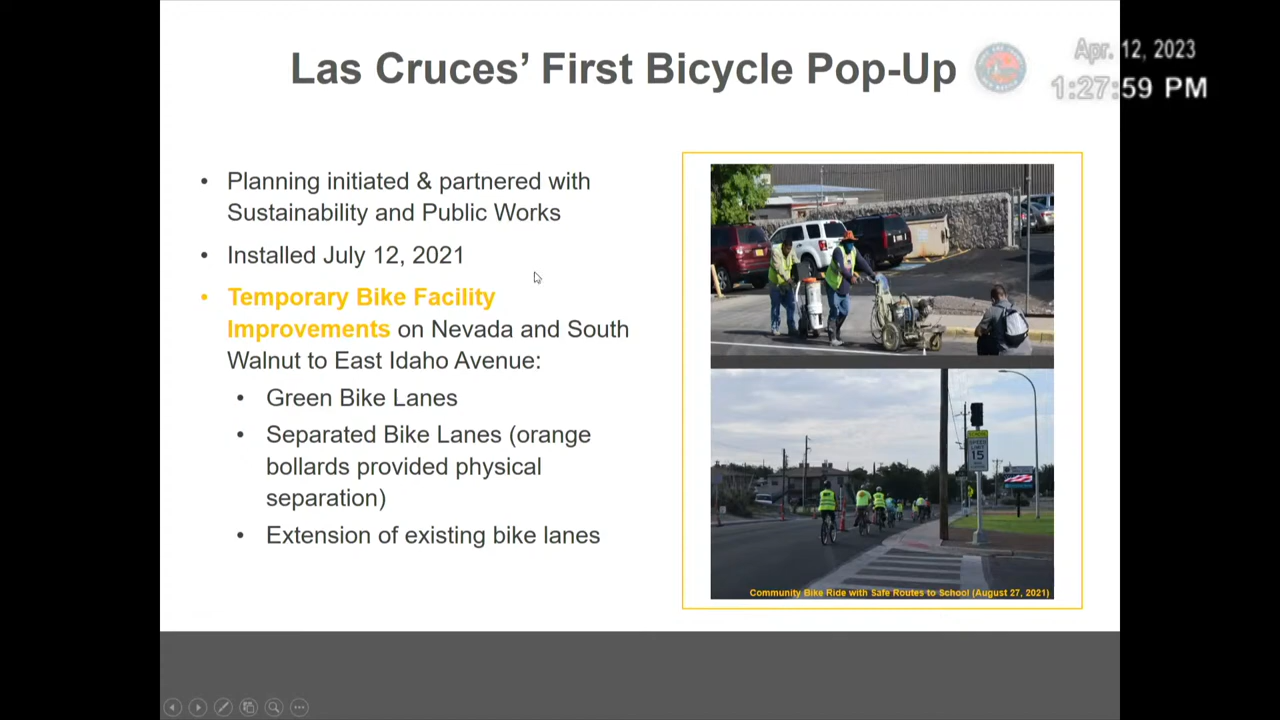 Las Cruces’ First Bicycle Pop-Up
Apr. 12, 2023
1:27:59 PM
• Planning initiated & partnered with
Sustainability and Public Works
• Installed July 12, 2021
• Temporary Bike Facility
Improvements on Nevada and South
Walnut to East Idaho Avenue:
• Green Bike Lanes
• Separated Bike Lanes (orange
bollards provided physical
separation)
• Extension of existing bike lanes
SPEED
LIMIT
15
Community Bike Ride with Safe Routes to School (August 27, 2021)